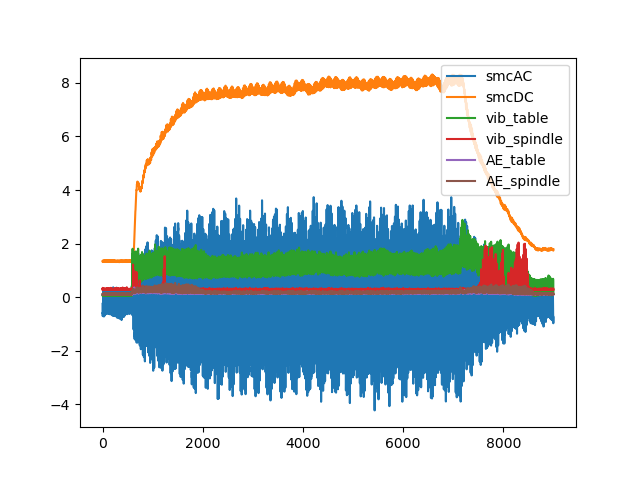 8
6
4
2
0
−2
−4
0
2000
4000
6000
8000
smcAC
smcDC
vib_table
vib_spindle
AE_table
AE_spindle